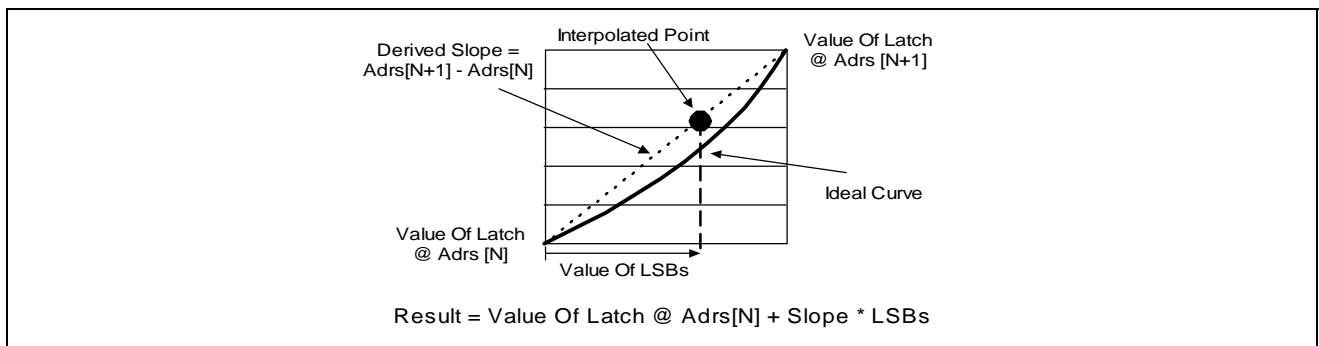 Derived Slope =
Adrs[N+1] - Adrs[N]
Interpolated Point
Value Of Latch
@ Adrs [N+1]
Ideal Curve
Value Of Latch
@ Adrs [N]
Value Of LSBs
Result = Value Of Latch @ Adrs[N] + Slope * LSBs